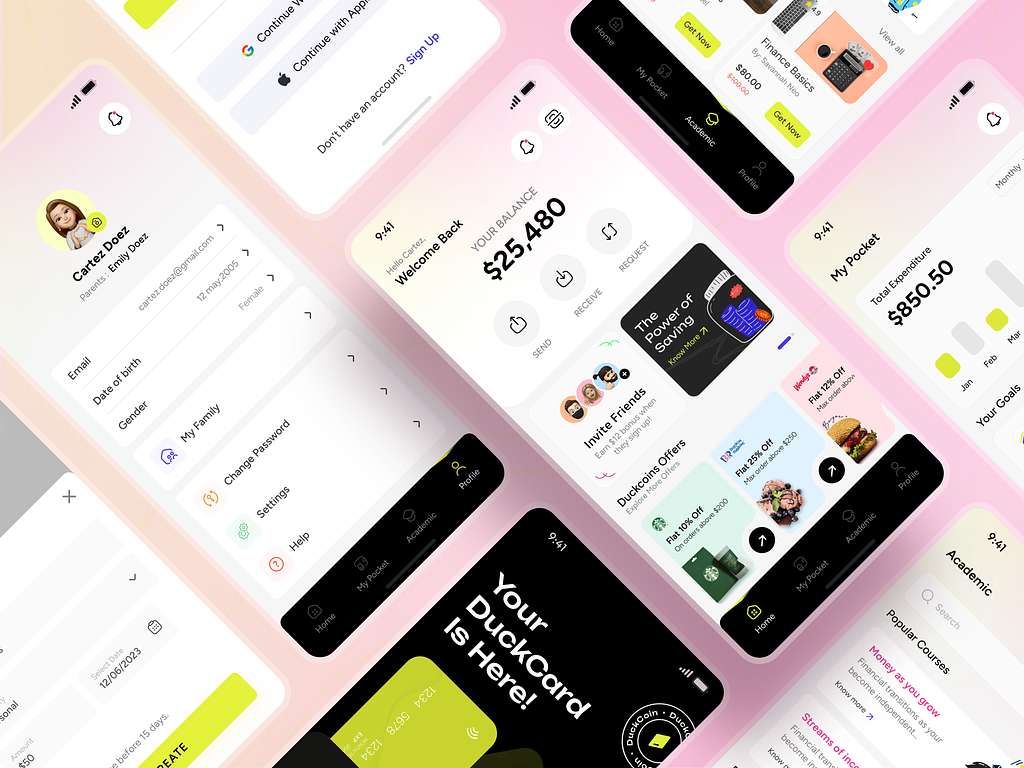 Continue with Apple
Don't have an account? Sign Up
Cartez Doez
Parents : Emily Doez
Email
cartez.doez@gmail.com
Date of birth
12 may,2005
Gender
Female
My Family
Change Password
Settings
Help
Home
My Pocket
Academic
Profile
9:41
Hello Cartez,
Welcome Back
YOUR BALANCE
$25,480
SEND
RECEIVE
REQUEST
Invite Friends
Earn $12 bonus when
they sign up!
The
Power of
Saving
Know More
Duckcoins Offers
Explore More Offers
Flat 10% Off
On orders above $200
Flat 25% Off
Max order above $250
Flat 12% Off
Max order above
Home
My Pocket
Academic
Profile
Get Now
4.9
View all
Finance Basics
By: Savannah Neo
$80.00
$100.00
Get Now
Home
My Pocket
Academic
Profile
9:41
My Pocket
Monthly
Total Expenditure
$850.50
Jan
Feb
Mar
Your Goals
9:41
Your
DuckCard
Is Here!
1234 5678 1234
EXP
DuckCoin
9:41
Academic
Search
Popular Courses
Money as you grow
Financial transitions as your
become independent..
Know more
Streams of
Financial transitions as your
become
Know more
Select Date
12/06/2023
Amount
$50
before 15 days.